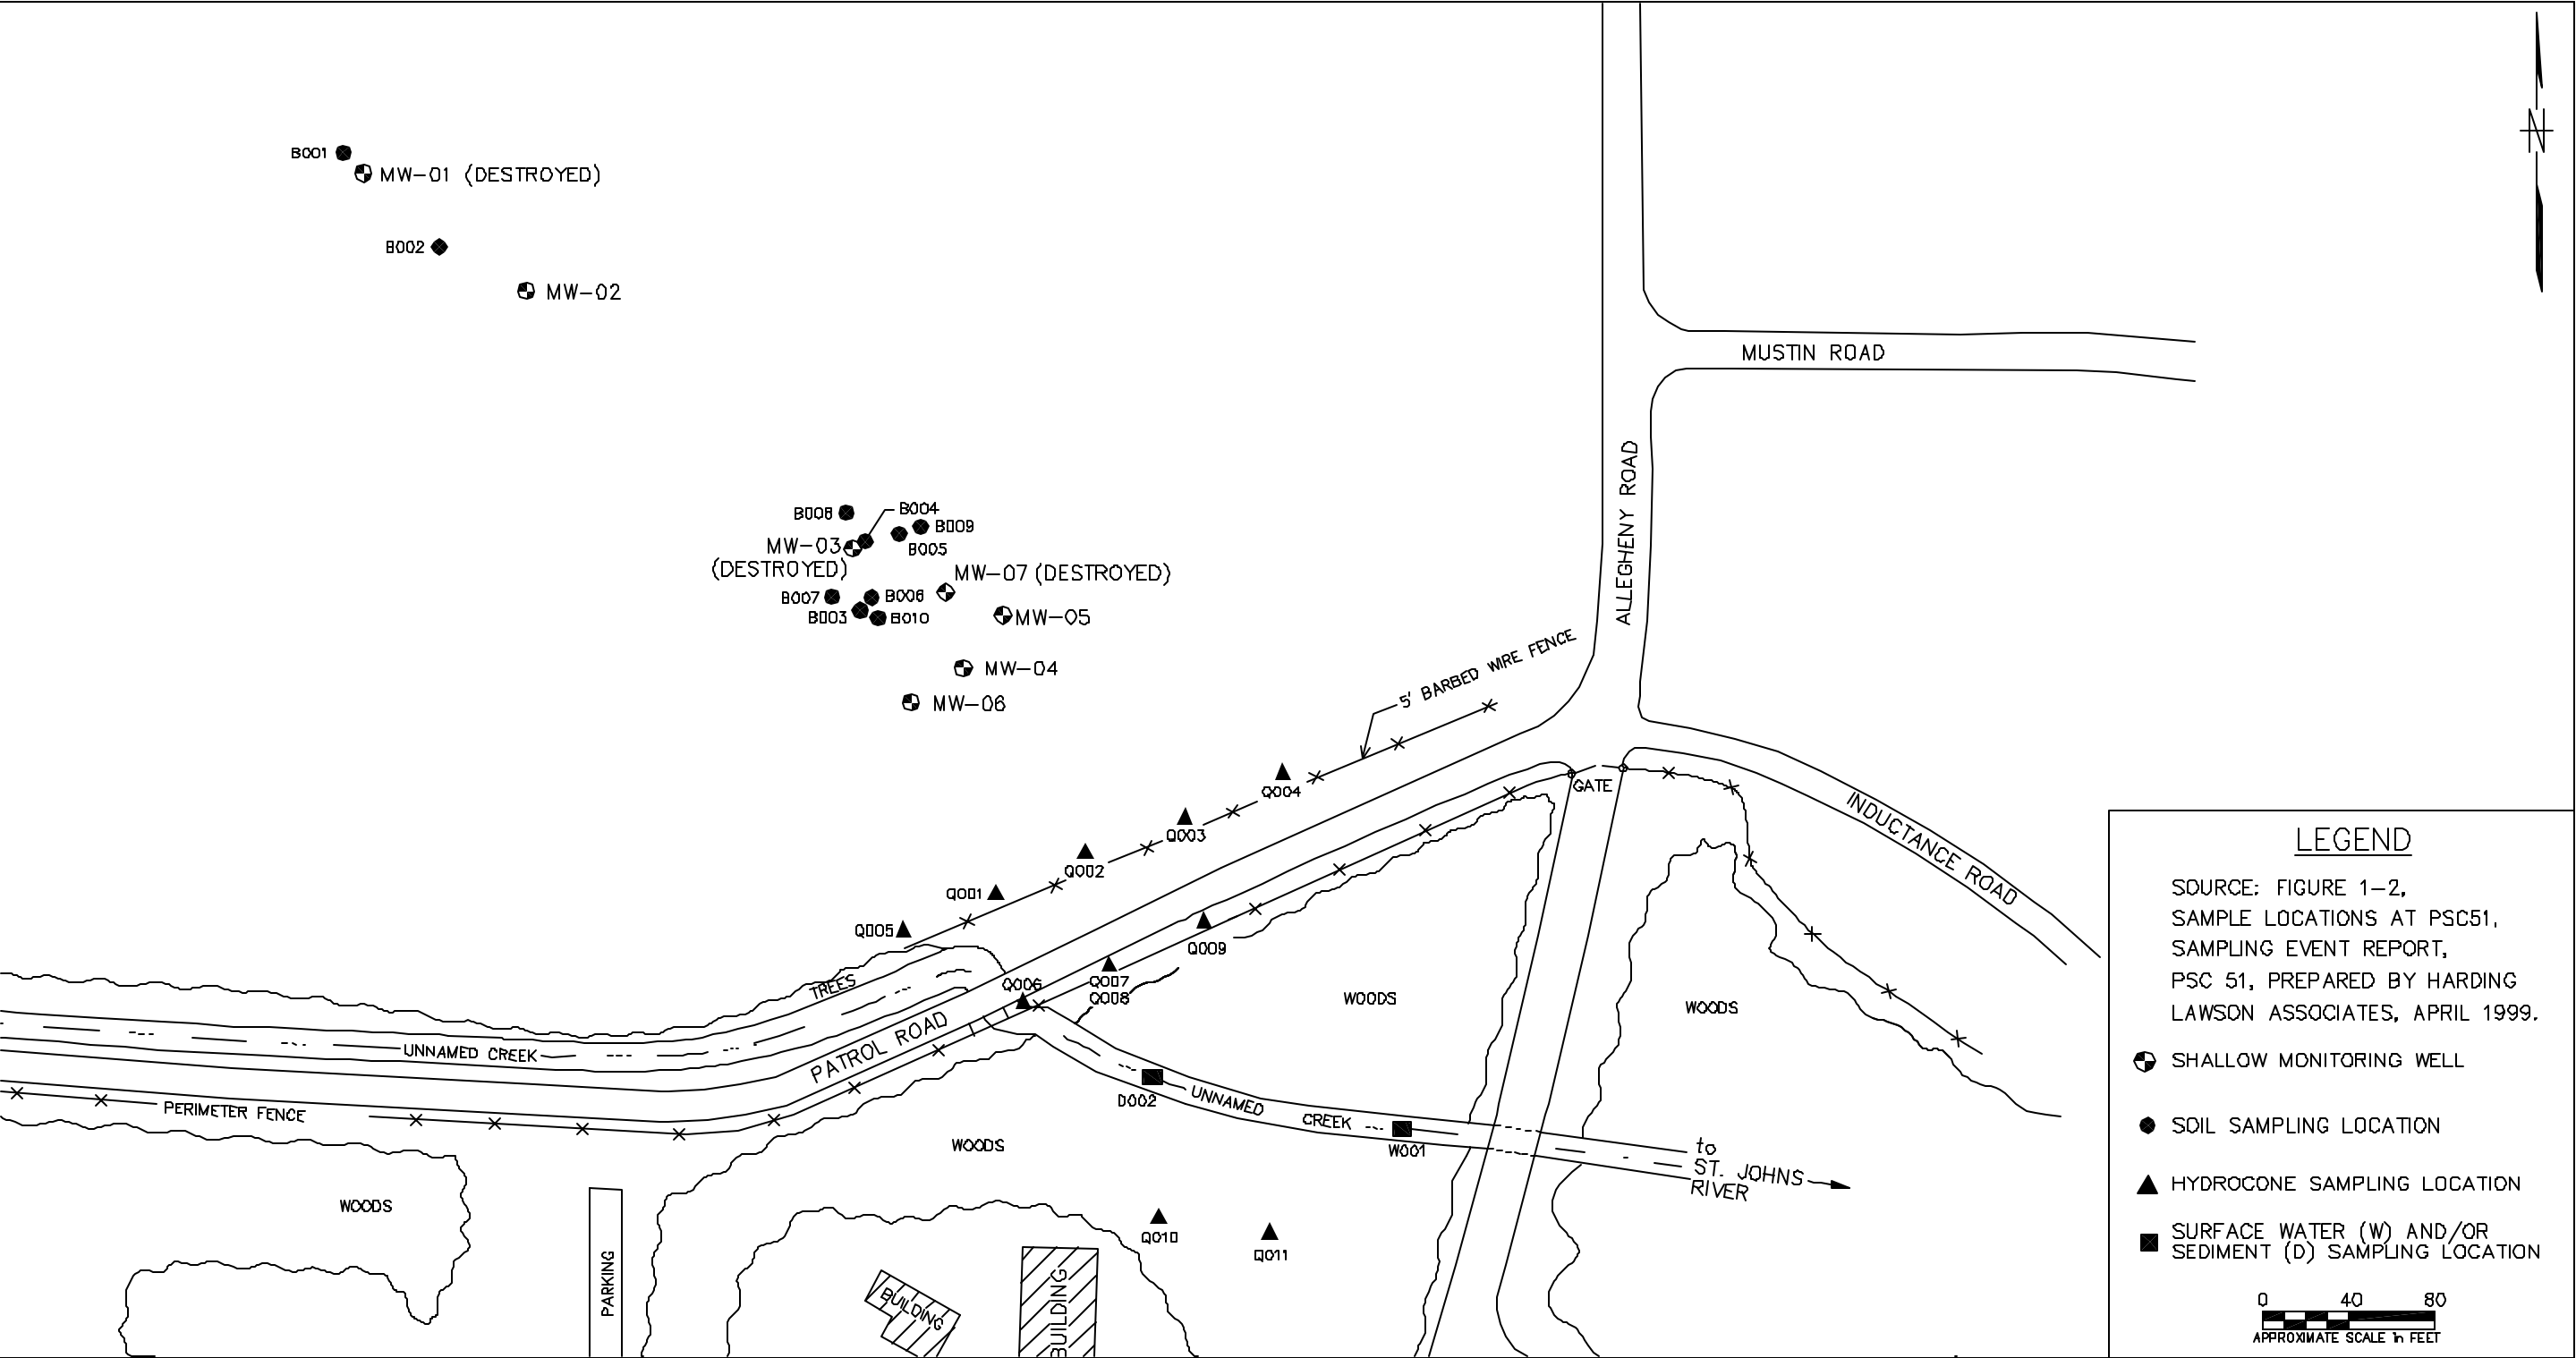 N
B001
MW-01 (DESTROYED)
B002
MW-02
MUSTIN ROAD
ALLEGHENY ROAD
B008
B004
B009
B005
MW-03
(DESTROYED)
MW-07 (DESTROYED)
B007
B006
B003
B010
MW-05
MW-04
MW-06
5' BARBED WIRE FENCE
Q004
GATE
Q003
Q002
Q001
Q005
INDUCTANCE ROAD
Q009
TREES
Q006
Q007
Q008
WOODS
WOODS
PATROL ROAD
UNNAMED CREEK
PERIMETER FENCE
D002
UNNAMED CREEK
W001
to
ST. JOHNS
RIVER
WOODS
WOODS
Q010
Q011
PARKING
BUILDING
BUILDING
LEGEND
SOURCE: FIGURE 1-2,
SAMPLE LOCATIONS AT PSC51,
SAMPLING EVENT REPORT,
PSC 51, PREPARED BY HARDING
LAWSON ASSOCIATES, APRIL 1999.
SHALLOW MONITORING WELL
SOIL SAMPLING LOCATION
HYDROCONE SAMPLING LOCATION
SURFACE WATER (W) AND/OR
SEDIMENT (D) SAMPLING LOCATION
0 40 80
APPROXIMATE SCALE in FEET